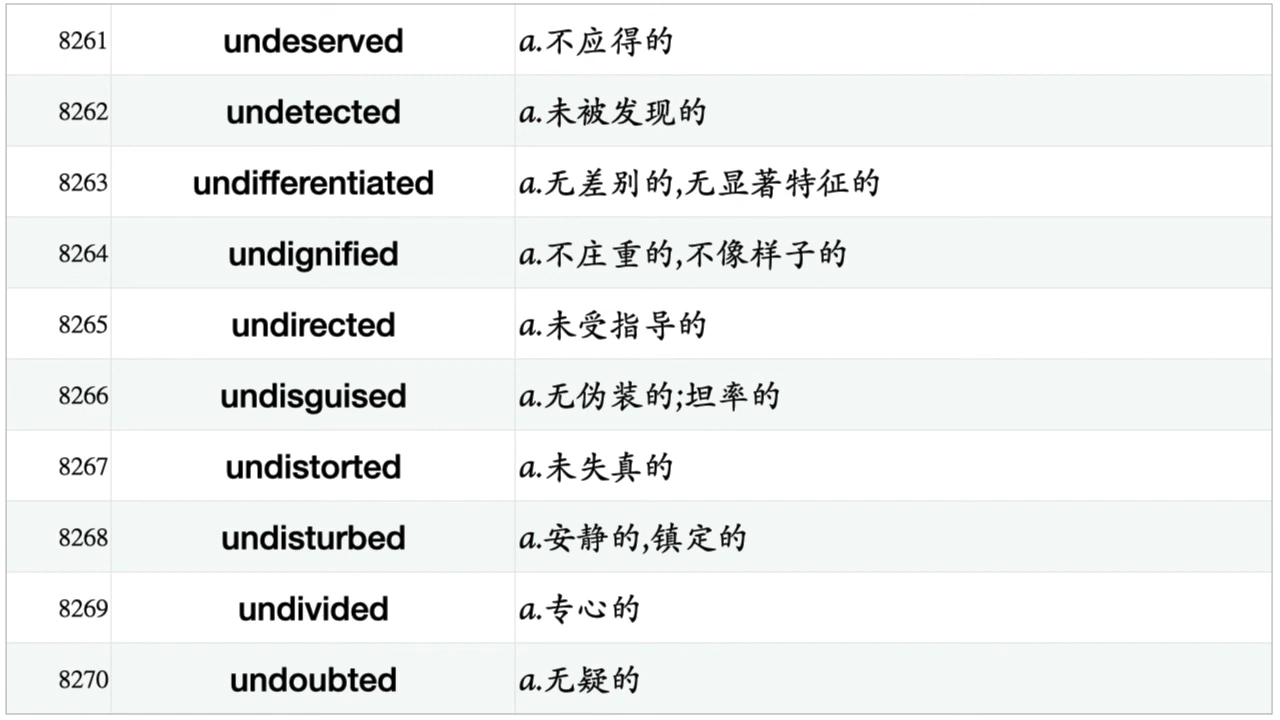 8261 undeserved a.不应得的
8262 undetected a.未被发现的
8263 undifferentiated a.无差别的,无显著特征的
8264 undignified a.不庄重的,不像样子的
8265 undirected a.未受指导的
8266 undisguised a.无伪装的;坦率的
8267 undistorted a.未失真的
8268 undisturbed a.安静的,镇定的
8269 undivided a.专心的
8270 undoubted a.无疑的